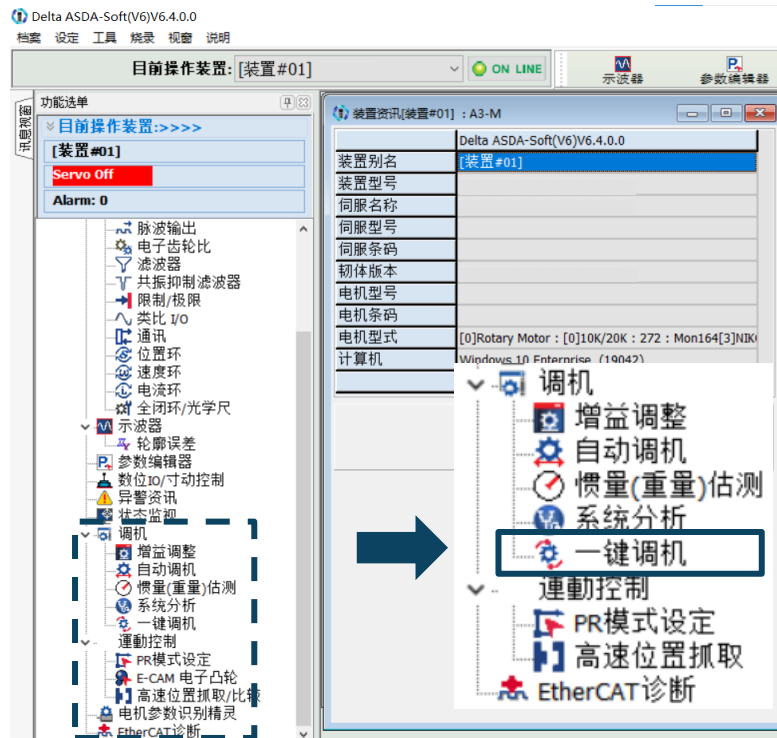 Delta ASDA-Soft(V6)V6.4.0.0
档案 设定 工具 烧录 视窗 说明
目前操作装置: [装置#01] ON LINE 示波器 参数编辑器
讯息视窗
功能选单
目前操作装置:>>>>
[装置#01]
Servo Off
Alarm: 0
脉波输出
电子齿轮比
滤波器
共振抑制滤波器
限制/极限
类比 I/O
通讯
位置环
速度环
电流环
全闭环/光学尺
示波器
轮廓误差
参数编辑器
数位IO/寸动控制
异警资讯
状态监视
调机
增益调整
自动调机
惯量(重量)估测
系统分析
一键调机
運動控制
PR模式设定
E-CAM 电子凸轮
高速位置抓取/比较
电机参数识别精灵
EtherCAT诊断
装置资讯[装置#01] : A3-M
Delta ASDA-Soft(V6)V6.4.0.0
装置别名 [装置#01]
装置型号
伺服名称
伺服型号
伺服条码
韧体版本
电机型号
电机条码
电机型式 [0]Rotary Motor : [0]10K/20K : 272 : Mon164[3]NIK
计算机 Windows 10 Enterprise (19042)
调机
增益调整
自动调机
惯量(重量)估测
系统分析
一键调机
運動控制
PR模式设定
高速位置抓取
EtherCAT诊断